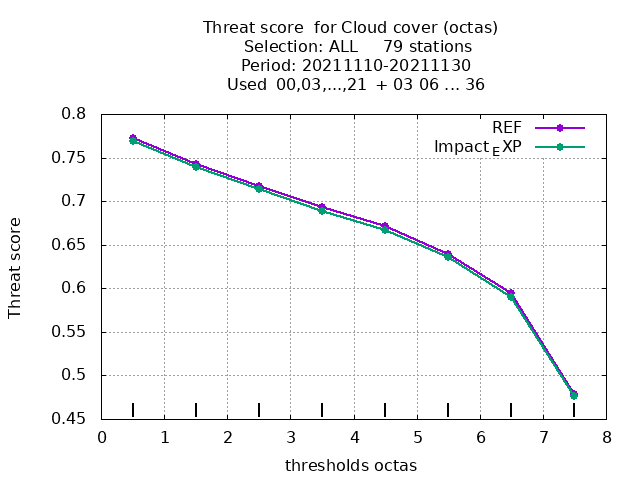 Threat score  for Cloud cover (octas)
Selection: ALL     79 stations
Period: 20211110-20211130
Used  00,03,...,21  + 03 06 ... 36
REF
Impact_EXP
0.8
0.75
0.7
0.65
0.6
0.55
0.5
0.45
Threat score
0 1 2 3 4 5 6 7 8
thresholds octas